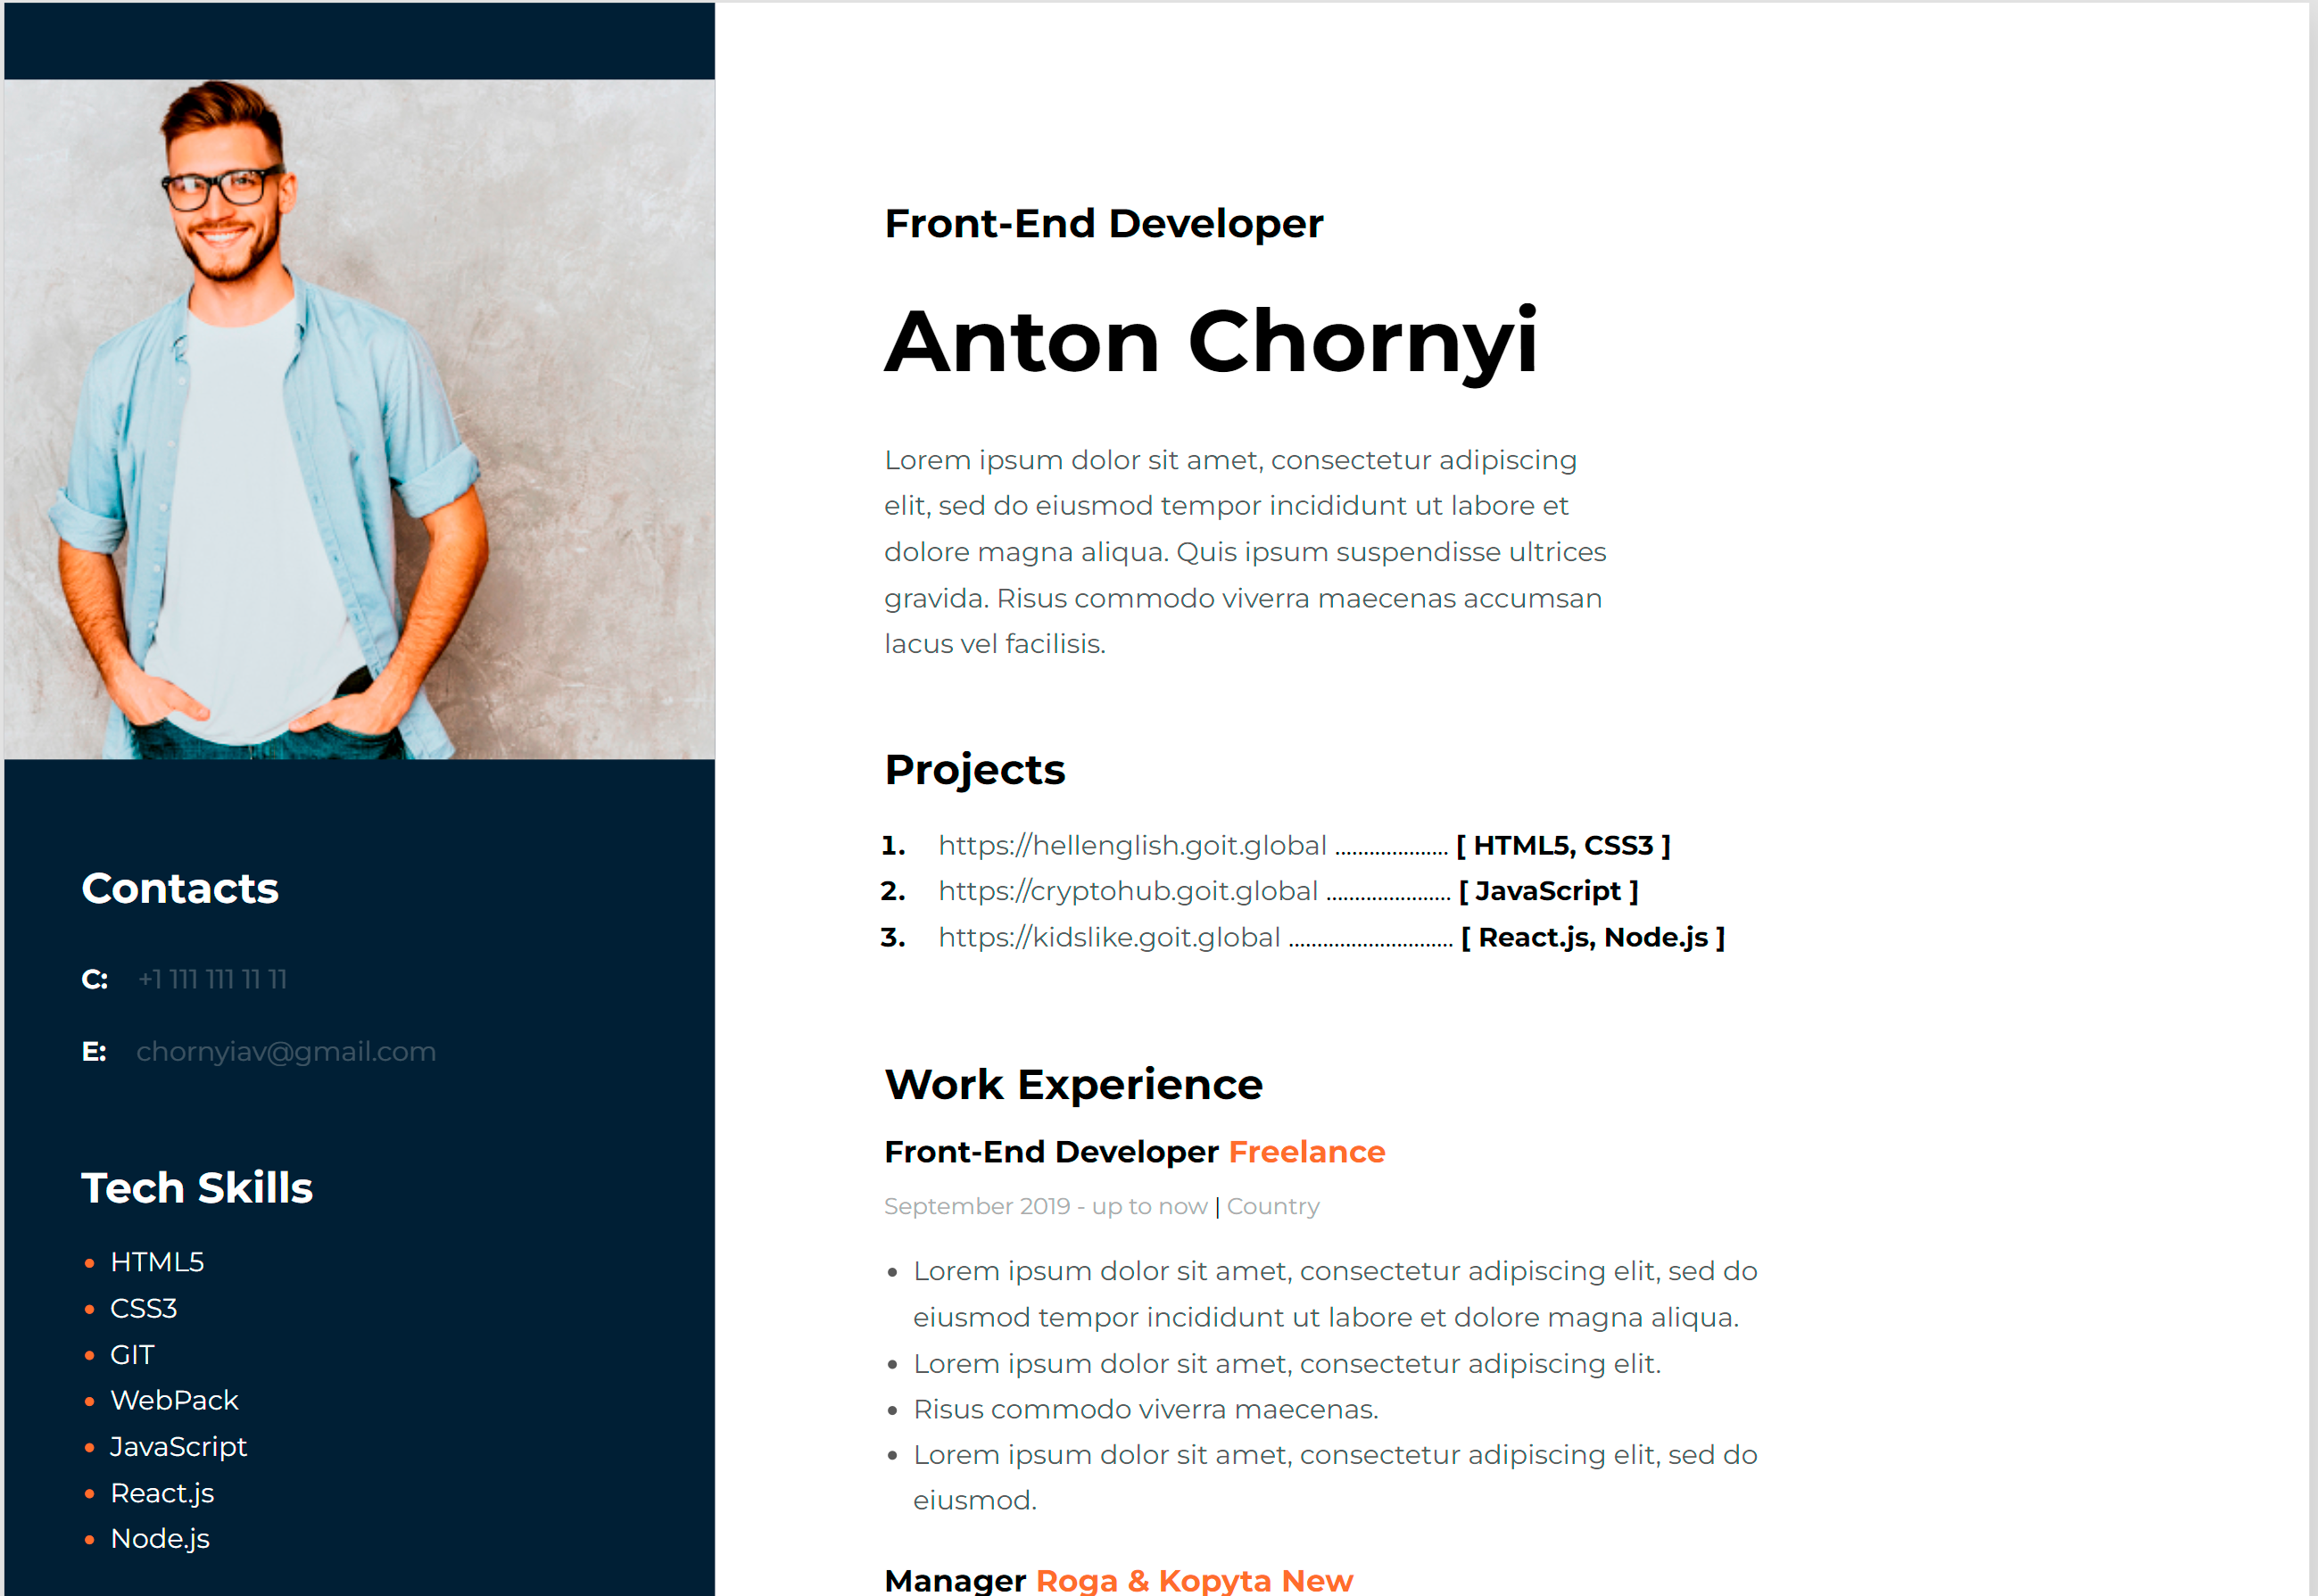 Contacts
C: +1 111 111 11 11
E: chornyiav@gmail.com
Tech Skills
• HTML5
• CSS3
• GIT
• WebPack
• JavaScript
• React.js
• Node.js
Front-End Developer
Anton Chornyi
Lorem ipsum dolor sit amet, consectetur adipiscing
elit, sed do eiusmod tempor incididunt ut labore et
dolore magna aliqua. Quis ipsum suspendisse ultrices
gravida. Risus commodo viverra maecenas accumsan
lacus vel facilisis.
Projects
1. https://hellenglish.goit.global .................... [ HTML5, CSS3 ]
2. https://cryptohub.goit.global ...................... [ JavaScript ]
3. https://kidslike.goit.global ............................. [ React.js, Node.js ]
Work Experience
Front-End Developer Freelance
September 2019 - up to now | Country
• Lorem ipsum dolor sit amet, consectetur adipiscing elit, sed do
eiusmod tempor incididunt ut labore et dolore magna aliqua.
• Lorem ipsum dolor sit amet, consectetur adipiscing elit.
• Risus commodo viverra maecenas.
• Lorem ipsum dolor sit amet, consectetur adipiscing elit, sed do
eiusmod.
Manager Roga & Kopyta New